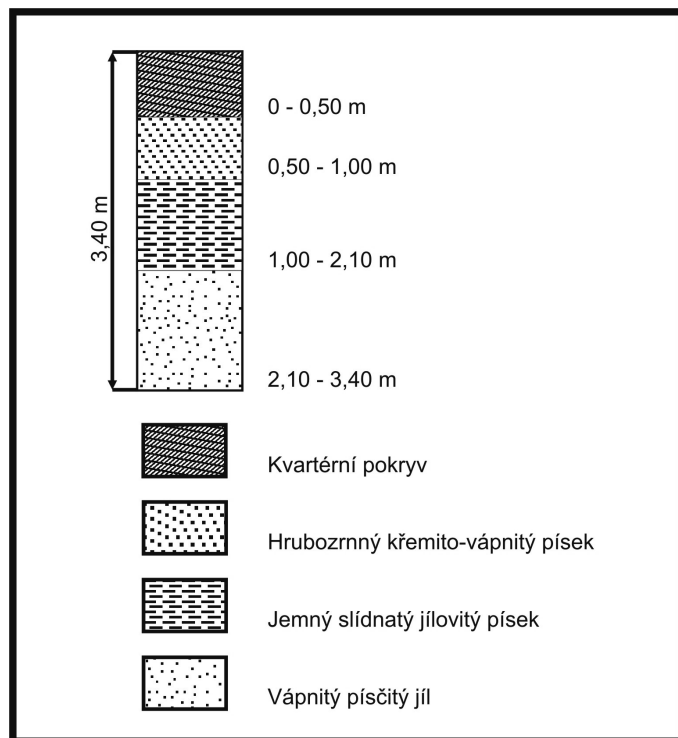 3,40 m
0 - 0,50 m
0,50 - 1,00 m
1,00 - 2,10 m
2,10 - 3,40 m
Kvartérní pokryv
Hrubozrnný křemito-vápnitý písek
Jemný slídnatý jílovitý písek
Vápnitý písčitý jíl